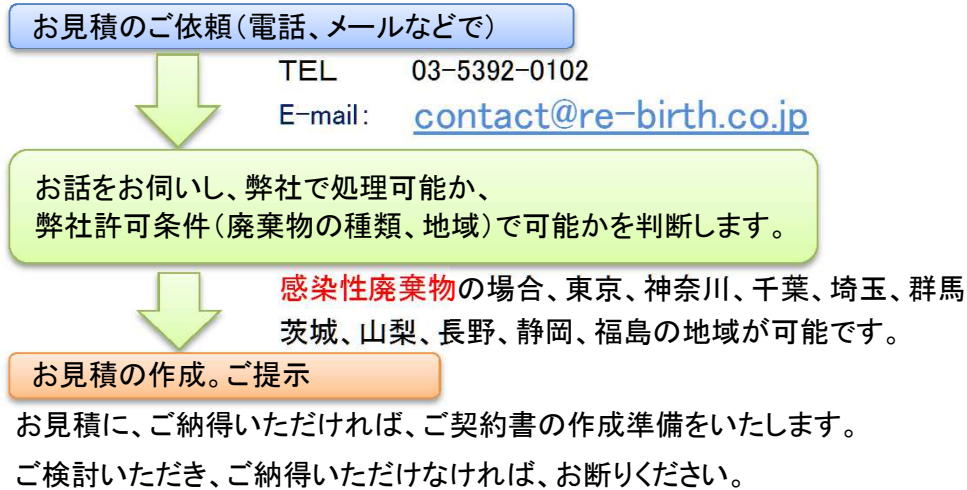 お見積のご依頼（電話、メールなどで）
TEL 03-5392-0102
E-mail： contact@re-birth.co.jp
お話をお伺いし、弊社で処理可能か、
弊社許可条件（廃棄物の種類、地域）で可能かを判断します。
感染性廃棄物の場合、東京、神奈川、千葉、埼玉、群馬
茨城、山梨、長野、静岡、福島の地域が可能です。
お見積の作成。ご提示
お見積に、ご納得いただければ、ご契約書の作成準備をいたします。
ご検討いただき、ご納得いただけなければ、お断りください。